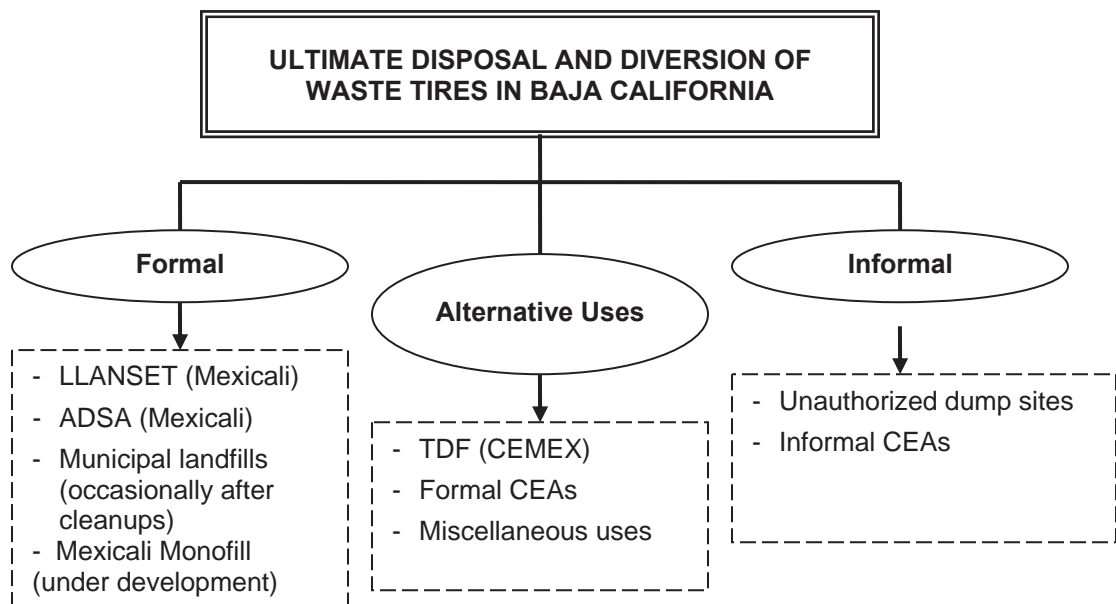 ULTIMATE DISPOSAL AND DIVERSION OF
WASTE TIRES IN BAJA CALIFORNIA
Formal
Alternative Uses
Informal
- LLANSET (Mexicali)
- ADSA (Mexicali)
- Municipal landfills
(occasionally after
cleanups)
- Mexicali Monofill
(under development)
- TDF (CEMEX)
- Formal CEAs
- Miscellaneous uses
- Unauthorized dump sites
- Informal CEAs